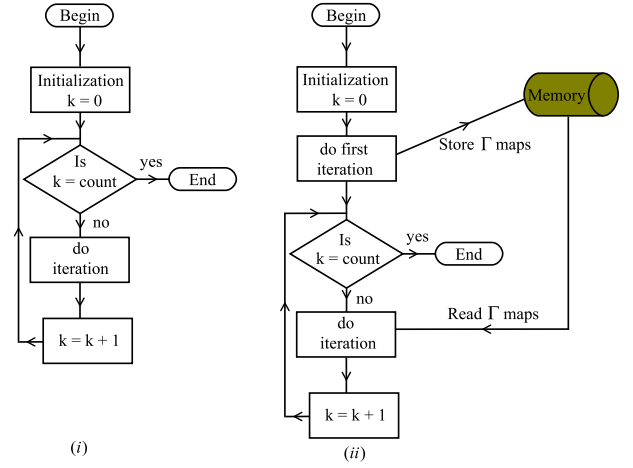 Begin
Initialization
k = 0
Is
k = count
yes
End
no
do
iteration
k = k + 1
(i)
Begin
Initialization
k = 0
do first
iteration
Memory
Store Γ maps
Is
k = count
yes
End
no
do
iteration
Read Γ maps
k = k + 1
(ii)